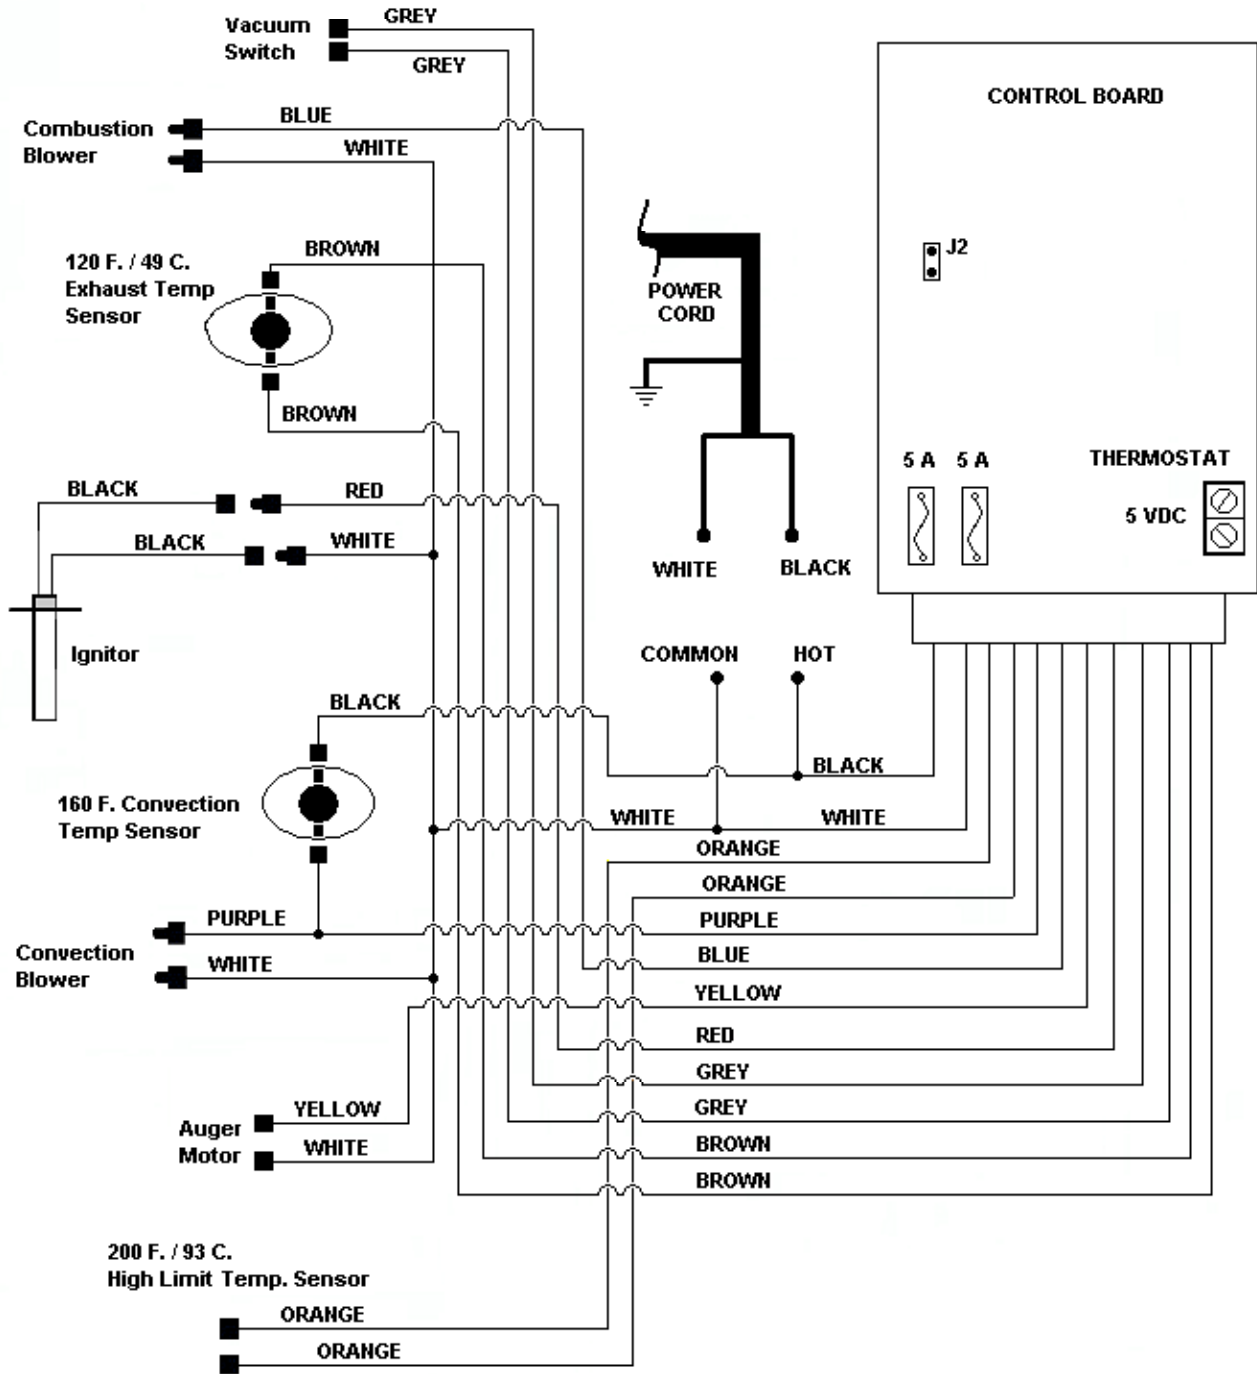 Vacuum
Switch
GREY
GREY
CONTROL BOARD
Combustion
Blower
BLUE
WHITE
J2
120 F. / 49 C.
Exhaust Temp
Sensor
BROWN
BROWN
POWER
CORD
5 A
5 A
THERMOSTAT
5 VDC
BLACK
RED
BLACK
WHITE
WHITE
BLACK
Ignitor
COMMON
HOT
BLACK
BLACK
160 F. Convection
Temp Sensor
WHITE
WHITE
ORANGE
ORANGE
PURPLE
PURPLE
Convection
Blower
WHITE
BLUE
YELLOW
RED
GREY
GREY
BROWN
BROWN
Auger
Motor
YELLOW
WHITE
200 F. / 93 C.
High Limit Temp. Sensor
ORANGE
ORANGE